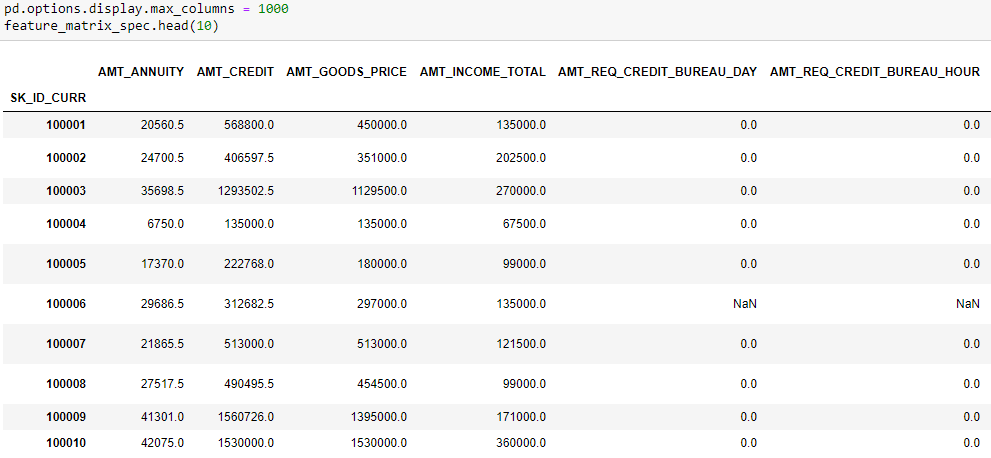 pd.options.display.max_columns = 1000
feature_matrix_spec.head(10)
AMT_ANNUITY AMT_CREDIT AMT_GOODS_PRICE AMT_INCOME_TOTAL AMT_REQ_CREDIT_BUREAU_DAY AMT_REQ_CREDIT_BUREAU_HOUR
SK_ID_CURR
100001 20560.5 568800.0 450000.0 135000.0 0.0 0.0
100002 24700.5 406597.5 351000.0 202500.0 0.0 0.0
100003 35698.5 1293502.5 1129500.0 270000.0 0.0 0.0
100004 6750.0 135000.0 135000.0 67500.0 0.0 0.0
100005 17370.0 222768.0 180000.0 99000.0 0.0 0.0
100006 29686.5 312682.5 297000.0 135000.0 NaN NaN
100007 21865.5 513000.0 513000.0 121500.0 0.0 0.0
100008 27517.5 490495.5 454500.0 99000.0 0.0 0.0
100009 41301.0 1560726.0 1395000.0 171000.0 0.0 0.0
100010 42075.0 1530000.0 1530000.0 360000.0 0.0 0.0